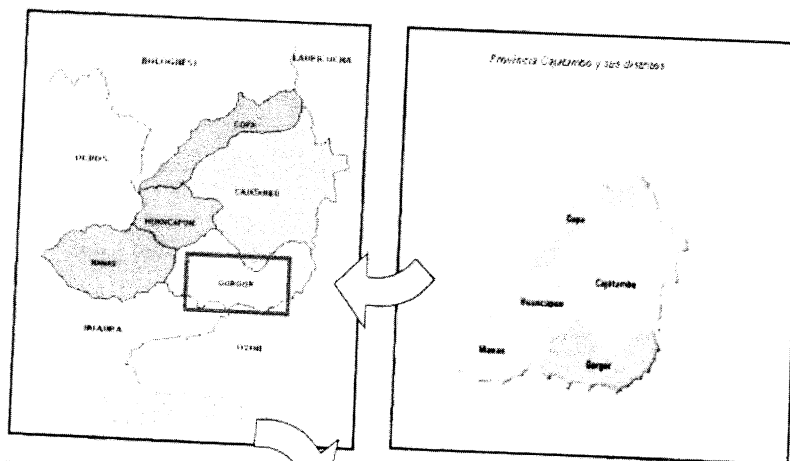 BOLOGNESI
LAURICOCHA
COPA
OCROS
CAJATAMBO
HUANCAPON
MANAS
GORGOR
HUAURA
OYON
Provincia Cajatambo y sus distritos
Copa
Cajatambo
Huancapon
Manas
Gorgor